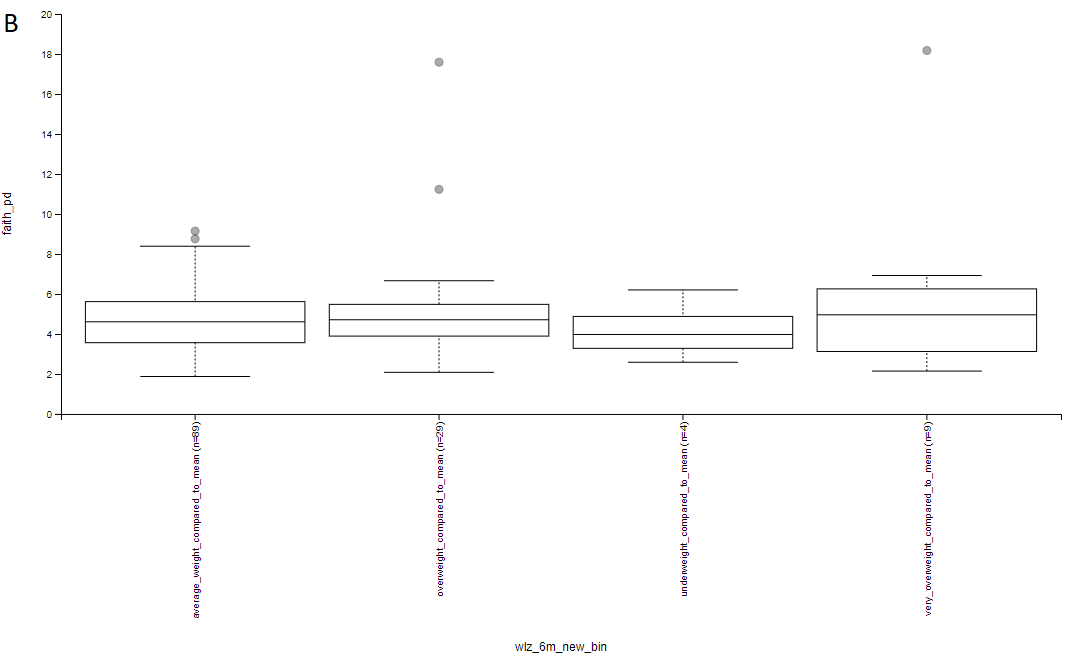 B
20
18
16
14
12
10
8
6
4
2
0
faith_pd
average_weight_compared_to_mean (n=89)
overweight_compared_to_mean (n=29)
underweight_compared_to_mean (n=4)
very_overweight_compared_to_mean (n=9)
wlz_6m_new_bin